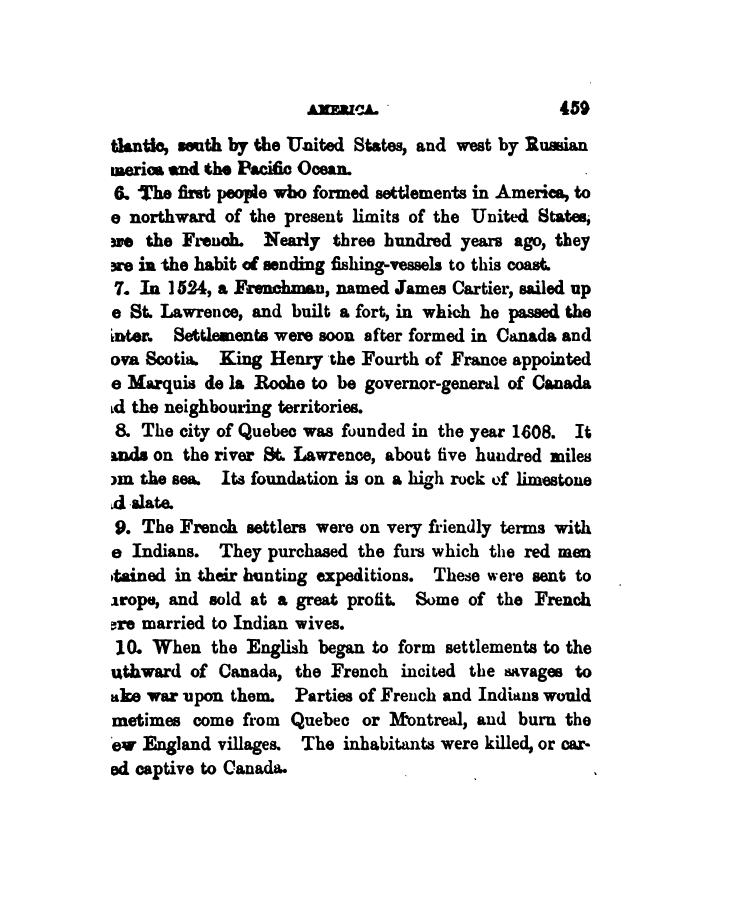 AMERICA. 459
tlantic, south by the United States, and west by Russian
merica and the Pacific Ocean.
6. The first people who formed settlements in America, to
e northward of the present limits of the United States,
ere the French. Nearly three hundred years ago, they
ere in the habit of sending fishing-vessels to this coast.
7. In 1524, a Frenchman, named James Cartier, sailed up
e St. Lawrence, and built a fort, in which he passed the
inter. Settlements were soon after formed in Canada and
ova Scotia. King Henry the Fourth of France appointed
e Marquis de la Roche to be governor-general of Canada
d the neighbouring territories.
8. The city of Quebec was founded in the year 1608. It
ands on the river St. Lawrence, about five hundred miles
om the sea. Its foundation is on a high rock of limestone
d slate.
9. The French settlers were on very friendly terms with
e Indians. They purchased the furs which the red men
tained in their hunting expeditions. These were sent to
urope, and sold at a great profit. Some of the French
ere married to Indian wives.
10. When the English began to form settlements to the
uthward of Canada, the French incited the savages to
ake war upon them. Parties of French and Indians would
metimes come from Quebec or Montreal, and burn the
ew England villages. The inhabitants were killed, or car-
ed captive to Canada.